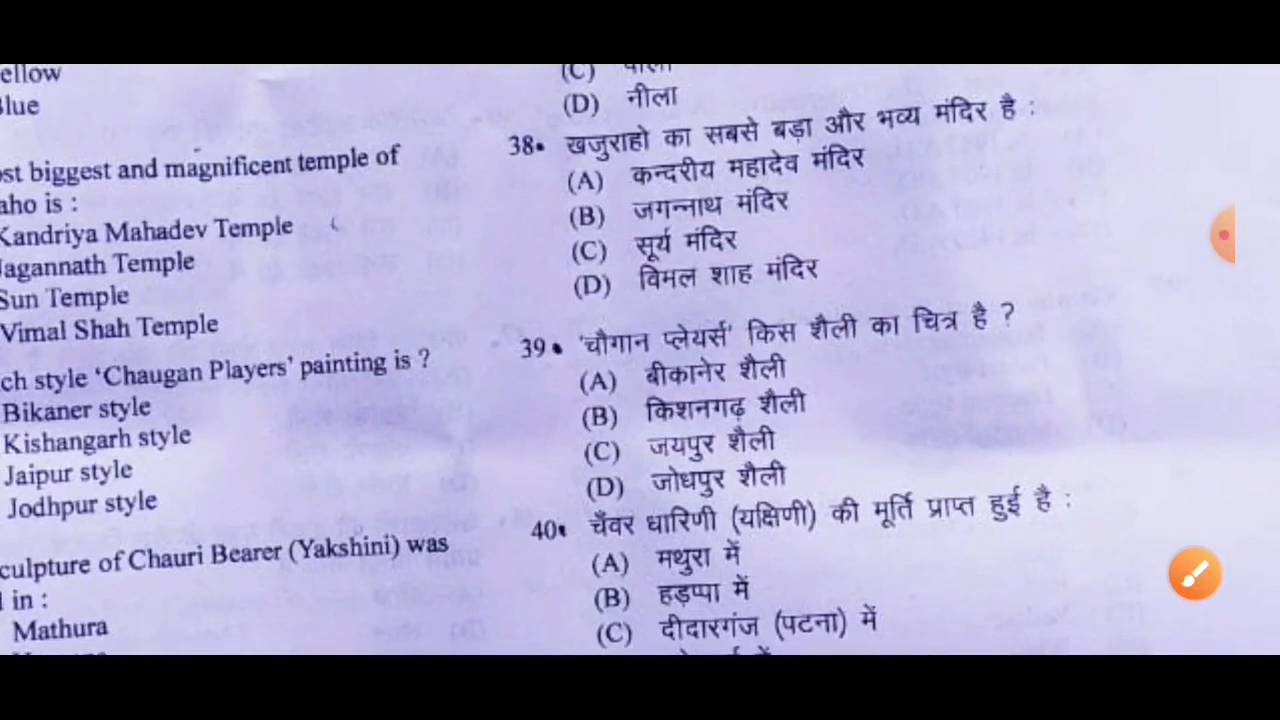 ellow
Blue
ost biggest and magnificent temple of
aho is :
Kandriya Mahadev Temple
Jagannath Temple
Sun Temple
Vimal Shah Temple
ch style ‘Chaugan Players’ painting is ?
Bikaner style
Kishangarh style
Jaipur style
Jodhpur style
culpture of Chauri Bearer (Yakshini) was
in :
Mathura
(C) पीला
(D) नीला
38. खजुराहो का सबसे बड़ा और भव्य मंदिर है :
(A) कन्दरीय महादेव मंदिर
(B) जगन्नाथ मंदिर
(C) सूर्य मंदिर
(D) विमल शाह मंदिर
39. 'चौगान प्लेयर्स' किस शैली का चित्र है ?
(A) बीकानेर शैली
(B) किशनगढ़ शैली
(C) जयपुर शैली
(D) जोधपुर शैली
40. चँवर धारिणी (यक्षिणी) की मूर्ति प्राप्त हुई है :
(A) मथुरा में
(B) हड़प्पा में
(C) दीदारगंज (पटना) में